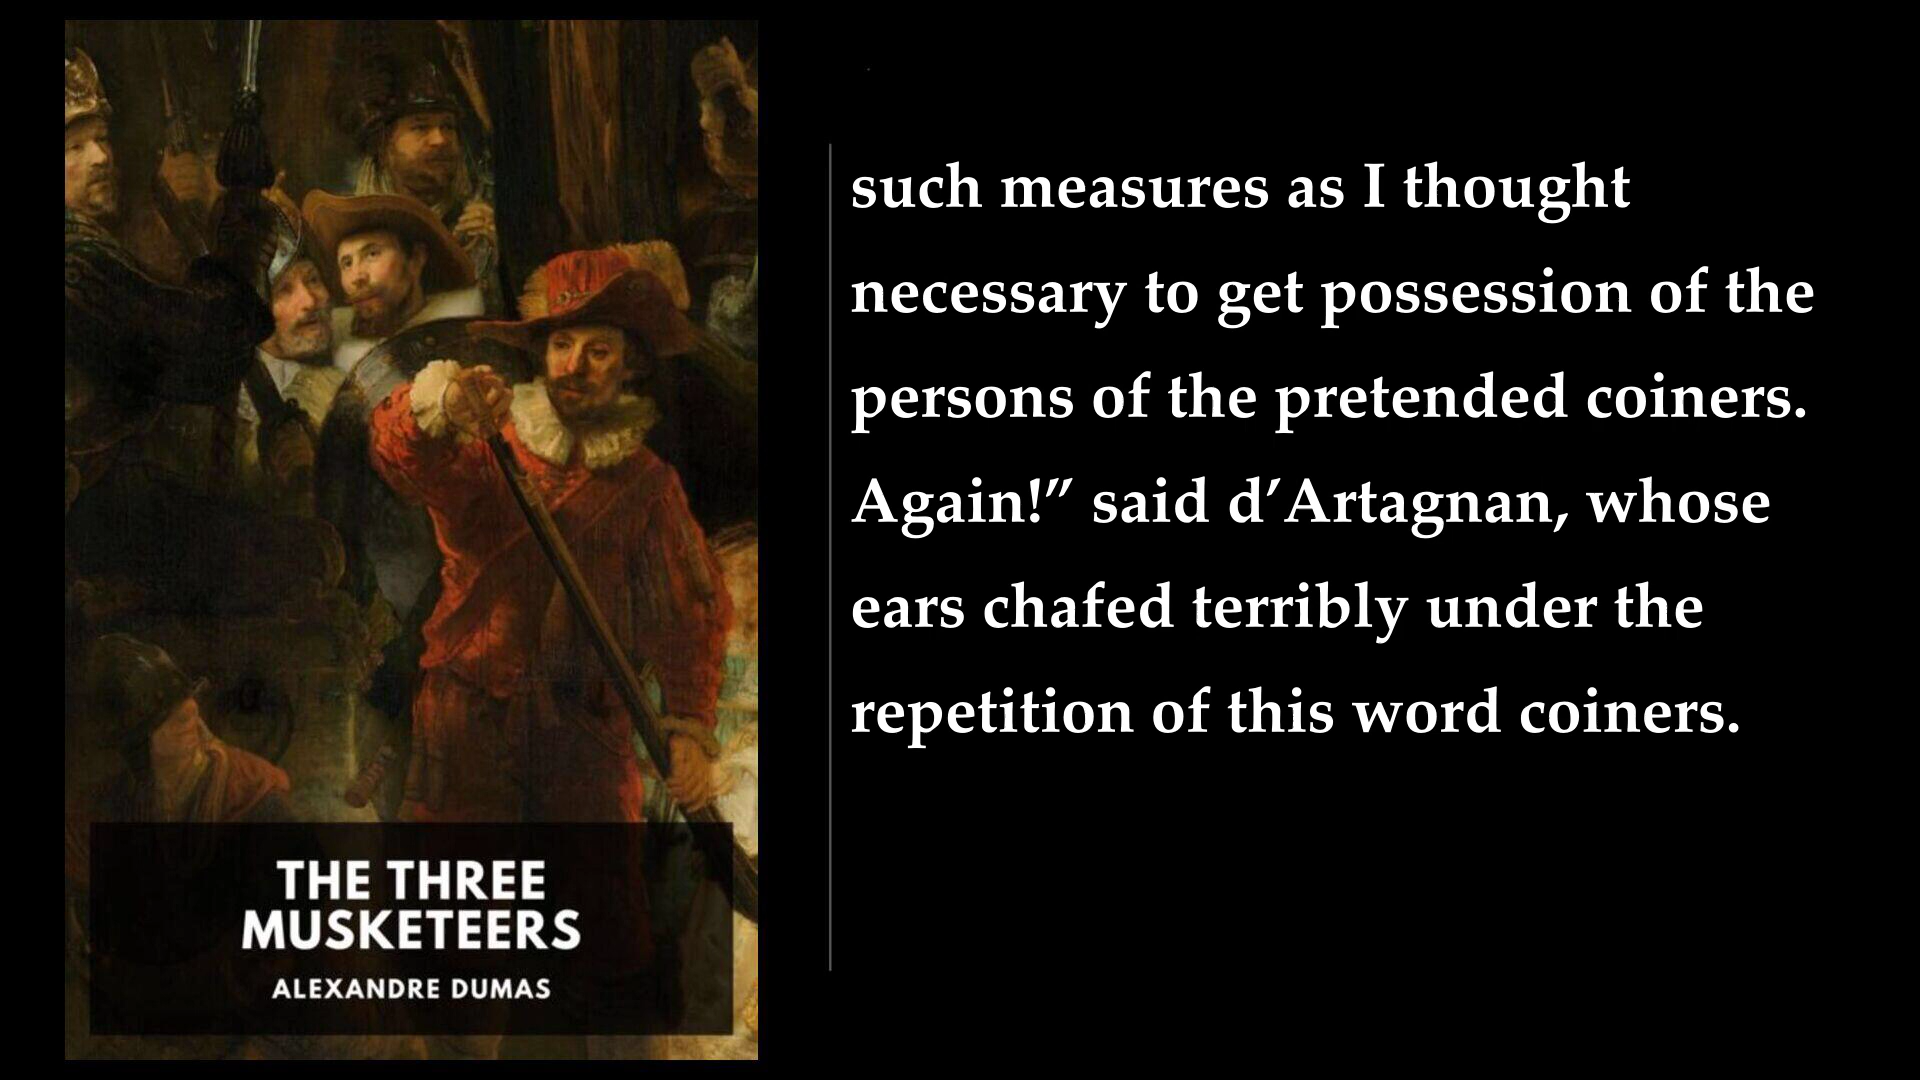 such measures as I thought
necessary to get possession of the
persons of the pretended coiners.
Again!” said d’Artagnan, whose
ears chafed terribly under the
repetition of this word coiners.
THE THREE
MUSKETEERS
ALEXANDRE DUMAS